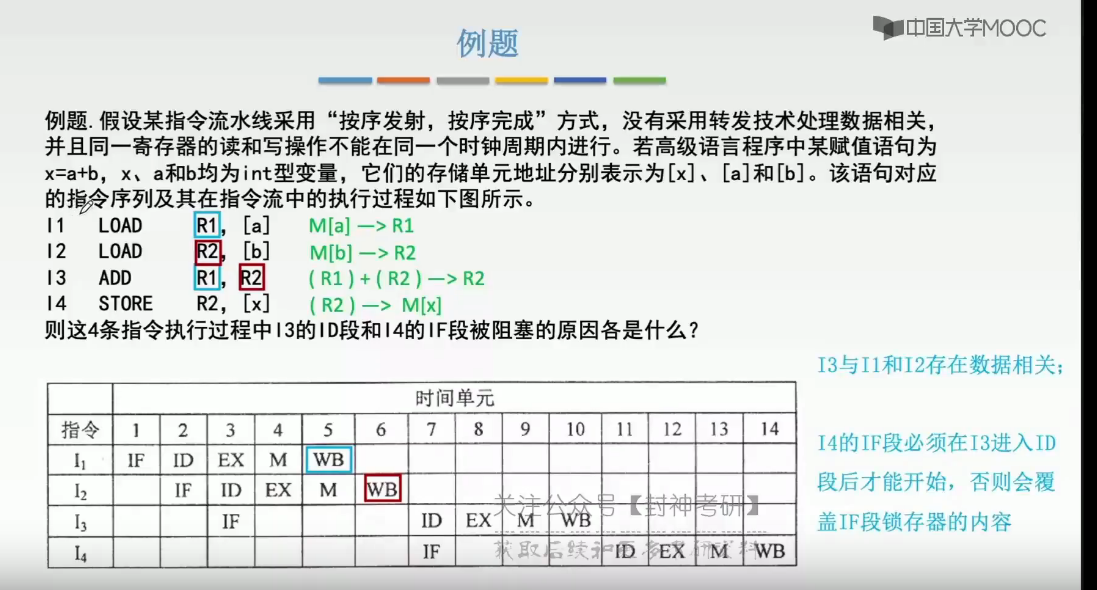 中国大学MOOC
例题
例题.假设某指令流水线采用“按序发射，按序完成”方式，没有采用转发技术处理数据相关，
并且同一寄存器的读和写操作不能在同一个时钟周期内进行。若高级语言程序中某赋值语句为
x=a+b，x、a和b均为int型变量，它们的存储单元地址分别表示为[x]、[a]和[b]。该语句对应
的指令序列及其在指令流中的执行过程如下图所示。
I1 LOAD R1，[a] M[a] —> R1
I2 LOAD R2，[b] M[b] —> R2
I3 ADD R1，R2 ( R1 ) + ( R2 ) —> R2
I4 STORE R2，[x] ( R2 ) —> M[x]
则这4条指令执行过程中I3的ID段和I4的IF段被阻塞的原因各是什么？
I3与I1和I2存在数据相关；
I4的IF段必须在I3进入ID
段后才能开始，否则会覆
盖IF段锁存器的内容
时间单元
指令 1 2 3 4 5 6 7 8 9 10 11 12 13 14
I₁ IF ID EX M WB
I₂ IF ID EX M WB
I₃ IF ID EX M WB
I₄ IF ID EX M WB
关注公众号【封神考研】
获取后续和